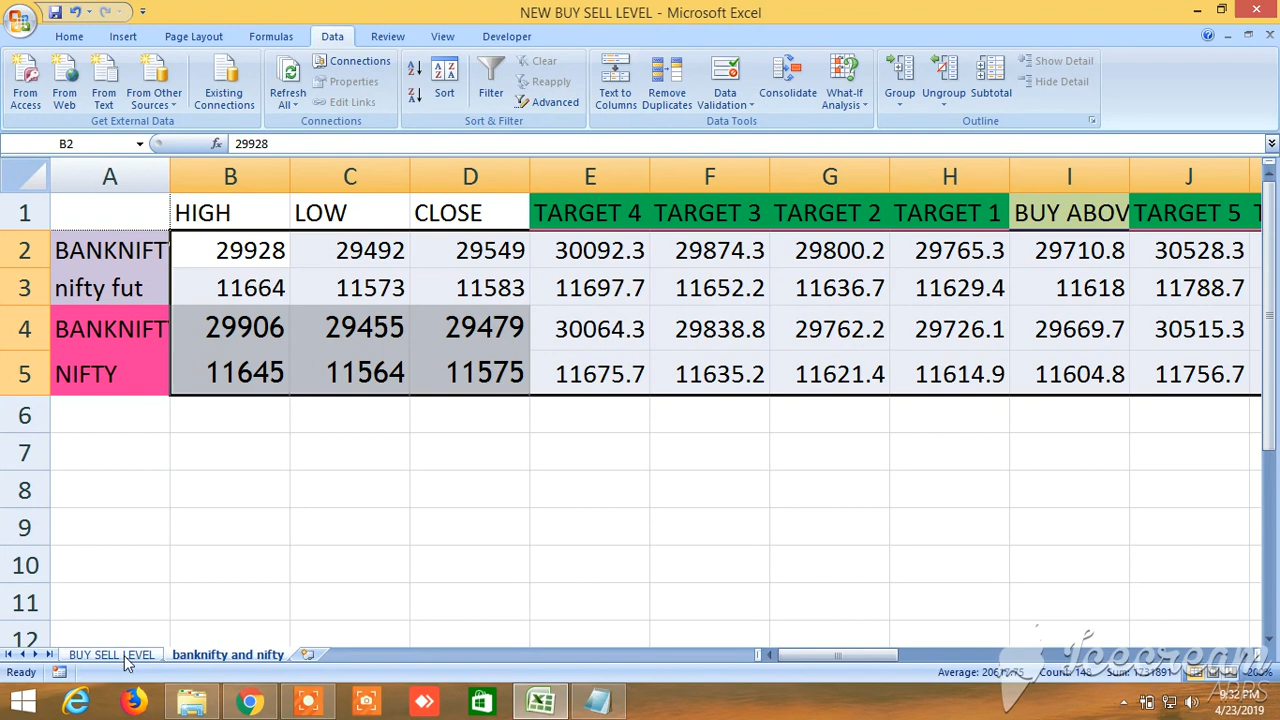 NEW BUY SELL LEVEL - Microsoft Excel
Home Insert Page Layout Formulas Data Review View Developer
From Access From Web From Text From Other Sources Existing Connections Refresh All Connections Properties Edit Links Sort Filter Clear Reapply Advanced Text to Columns Remove Duplicates Data Validation Consolidate What-If Analysis Group Ungroup Subtotal Show Detail Hide Detail
Get External Data Connections Sort & Filter Data Tools Outline
B2 fx 29928
A B C D E F G H I J
1 HIGH LOW CLOSE TARGET 4 TARGET 3 TARGET 2 TARGET 1 BUY ABOV TARGET 5 T
2 BANKNIFT 29928 29492 29549 30092.3 29874.3 29800.2 29765.3 29710.8 30528.3
3 nifty fut 11664 11573 11583 11697.7 11652.2 11636.7 11629.4 11618 11788.7
4 BANKNIFT 29906 29455 29479 30064.3 29838.8 29762.2 29726.1 29669.7 30515.3
5 NIFTY 11645 11564 11575 11675.7 11635.2 11621.4 11614.9 11604.8 11756.7
6
7
8
9
10
11
12
BUY SELL LEVEL banknifty and nifty
Ready Count: 148
Icecream
APPS
9:32 PM
4/23/2019